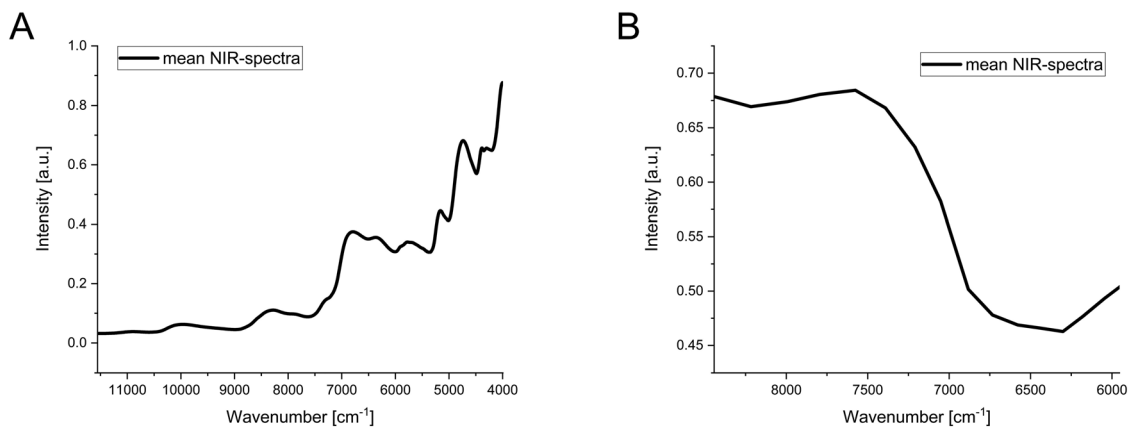 A
mean NIR-spectra
1.0
0.8
0.6
0.4
0.2
0.0
Intensity [a.u.]
11000 10000 9000 8000 7000 6000 5000 4000
Wavenumber [cm⁻¹]
B
mean NIR-spectra
0.70
0.65
0.60
0.55
0.50
0.45
Intensity [a.u.]
8000 7500 7000 6500 6000
Wavenumber [cm⁻¹]